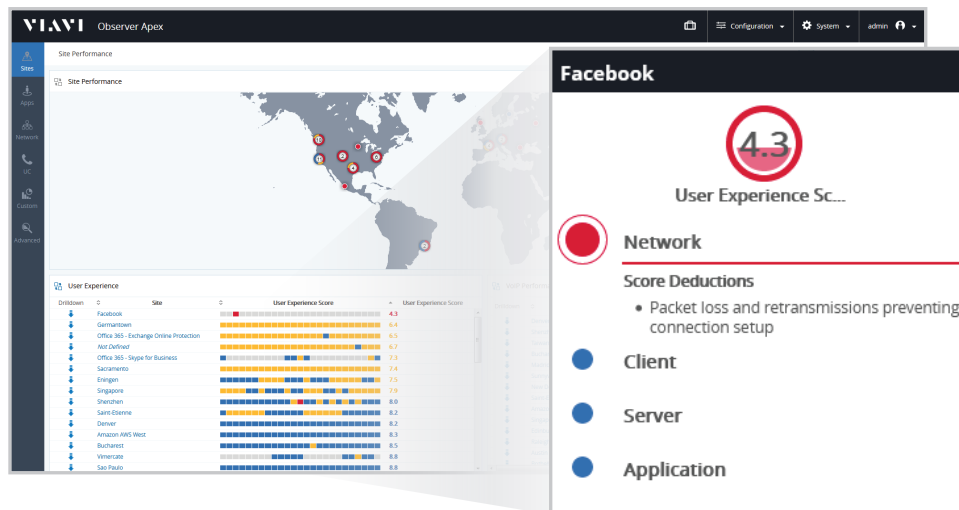 VIAVI Observer Apex Configuration System admin
Sites
Apps
Network
UC
Custom
Advanced
Site Performance
Site Performance
User Experience
Drilldown Site User Experience Score User Experience Score
Facebook 4.3
Germantown 6.4
Office 365 - Exchange Online Protection 6.5
Not Defined 6.7
Office 365 - Skype for Business 7.3
Sacramento 7.4
Eningen 7.5
Singapore 7.9
Shenzhen 8.0
Saint-Etienne 8.2
Denver 8.2
Amazon AWS West 8.3
Bucharest 8.5
Vimercate 8.8
Sao Paulo 8.8
Facebook
4.3
User Experience Sc...
Network
Score Deductions
• Packet loss and retransmissions preventing
connection setup
Client
Server
Application